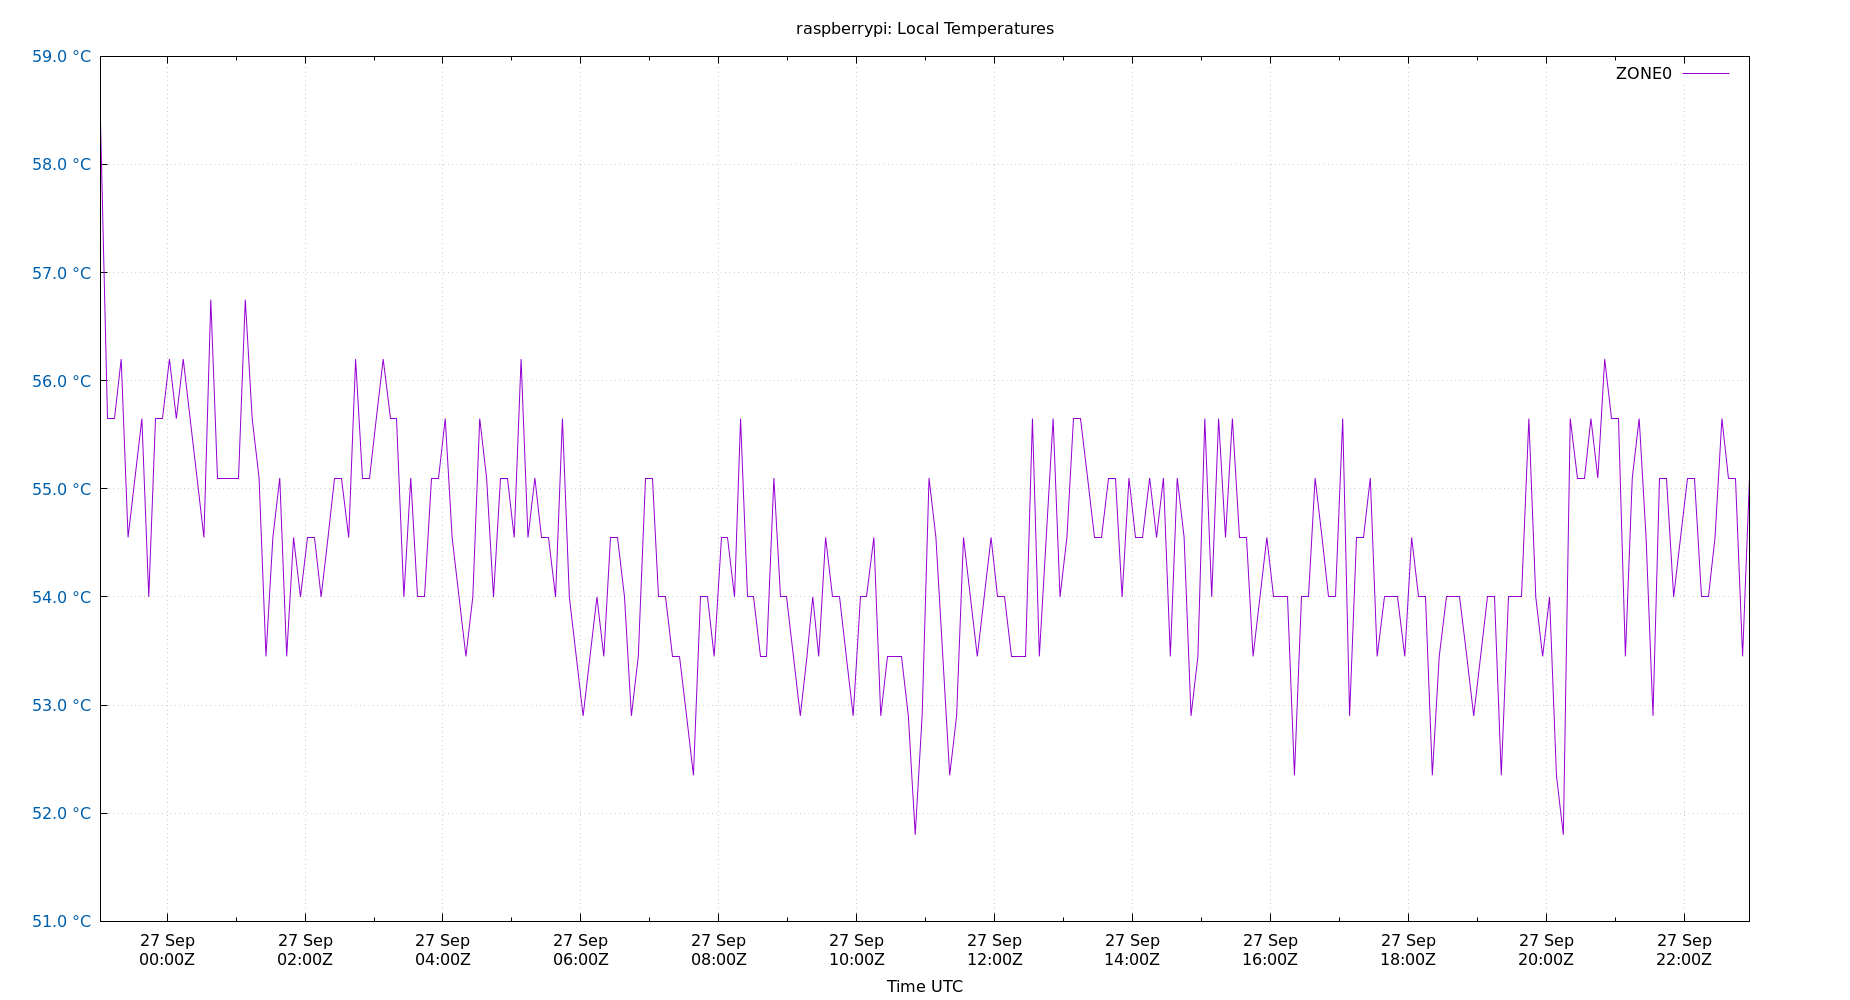 raspberrypi: Local Temperatures
59.0 °C
ZONE0
58.0 °C
57.0 °C
56.0 °C
55.0 °C
54.0 °C
53.0 °C
52.0 °C
51.0 °C
27 Sep 27 Sep 27 Sep 27 Sep 27 Sep 27 Sep 27 Sep 27 Sep 27 Sep 27 Sep 27 Sep 27 Sep
00:00Z 02:00Z 04:00Z 06:00Z 08:00Z 10:00Z 12:00Z 14:00Z 16:00Z 18:00Z 20:00Z 22:00Z
Time UTC